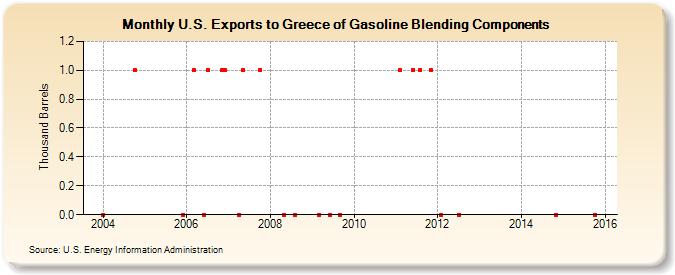 Monthly U.S. Exports to Greece of Gasoline Blending Components
Thousand Barrels
1.2
1.0
0.8
0.6
0.4
0.2
0.0
2004 2006 2008 2010 2012 2014 2016
Source: U.S. Energy Information Administration